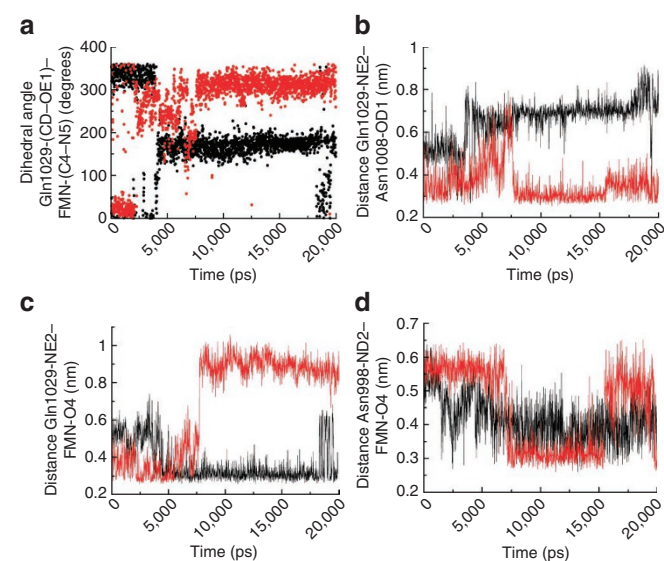 a
400
300
200
100
0
Dihedral angle
Gln1029-(CD–OE1)–
FMN-(C4–N5) (degrees)
0
5,000
10,000
15,000
20,000
Time (ps)
b
1
0.8
0.6
0.4
0.2
Distance Gln1029-NE2–
Asn1008-OD1 (nm)
0
5,000
10,000
15,000
20,000
Time (ps)
c
1
0.8
0.6
0.4
0.2
Distance Gln1029-NE2–
FMN-O4 (nm)
0
5,000
10,000
15,000
20,000
Time (ps)
d
0.7
0.6
0.5
0.4
0.3
0.2
Distance Asn998-ND2–
FMN-O4 (nm)
0
5,000
10,000
15,000
20,000
Time (ps)